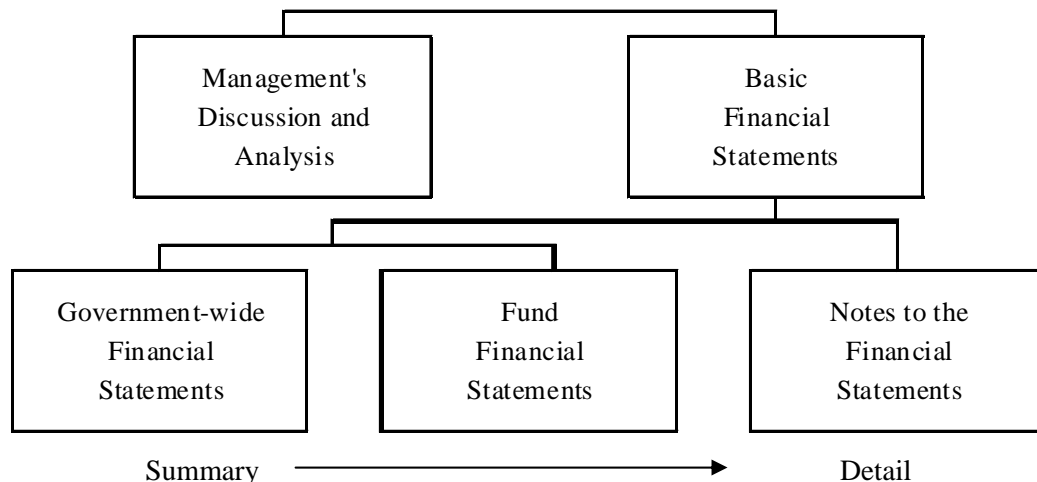 Management's
Discussion and
Analysis
Basic
Financial
Statements
Government-wide
Financial
Statements
Fund
Financial
Statements
Notes to the
Financial
Statements
Summary
Detail